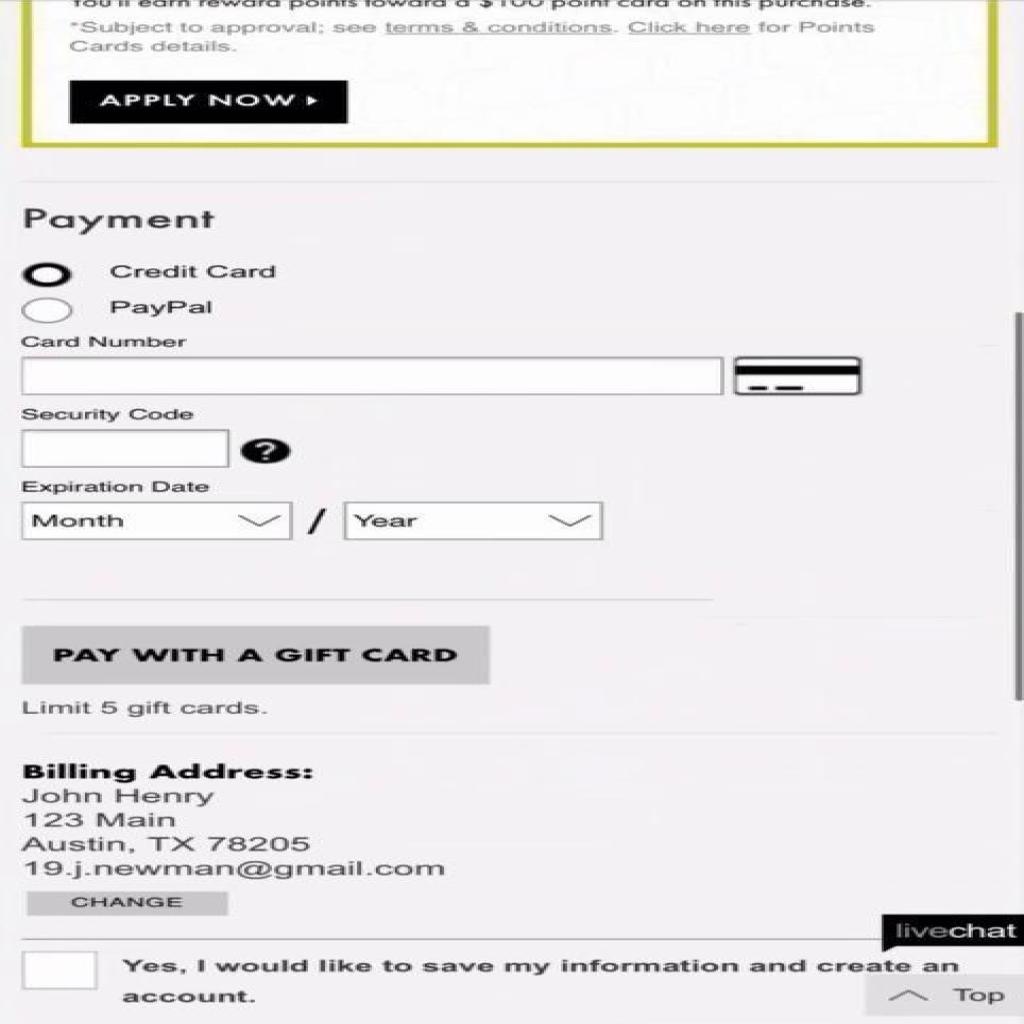 You'll earn reward points toward a $100 point card on this purchase.
*Subject to approval; see terms & conditions. Click here for Points
Cards details.
APPLY NOW
Payment
Credit Card
PayPal
Card Number
Security Code
?
Expiration Date
Month / Year
PAY WITH A GIFT CARD
Limit 5 gift cards.
Billing Address:
John Henry
123 Main
Austin, TX 78205
19.j.newman@gmail.com
CHANGE
livechat
Yes, I would like to save my information and create an
account.
Top